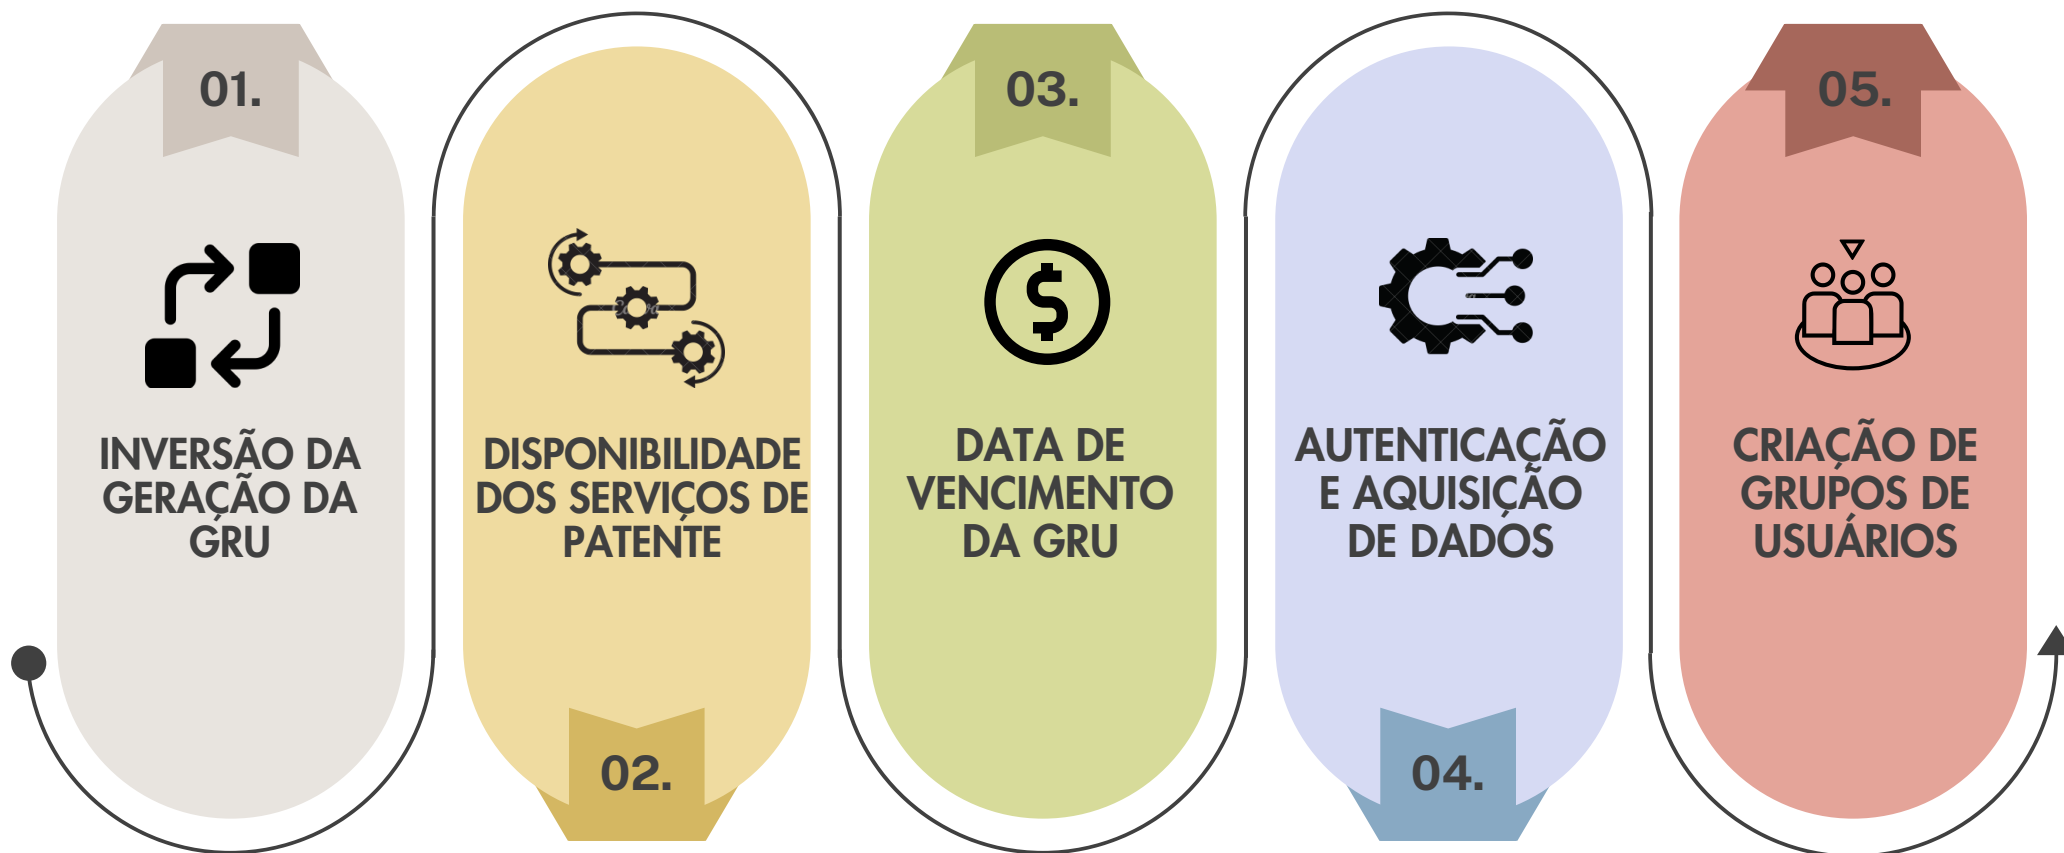 01.
INVERSÃO DA
GERAÇÃO DA
GRU
DISPONIBILIDADE
DOS SERVIÇOS DE
PATENTE
02.
03.
DATA DE
VENCIMENTO
DA GRU
AUTENTICAÇÃO
E AQUISIÇÃO
DE DADOS
04.
05.
CRIAÇÃO DE
GRUPOS DE
USUÁRIOS